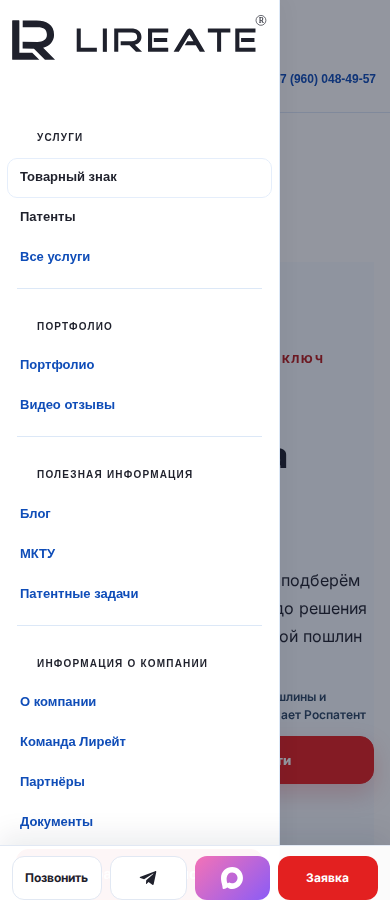 LIREATE®
7 (960) 048-49-57
УСЛУГИ
Товарный знак
Патенты
Все услуги
ПОРТФОЛИО
ключ
Портфолио
Видео отзывы
ПОЛЕЗНАЯ ИНФОРМАЦИЯ
Блог
МКТУ
подберём
Патентные задачи
до решения
ой пошлин
ИНФОРМАЦИЯ О КОМПАНИИ
О компании
шлины и
ает Роспатент
Команда Лирейт
ти
Партнёры
Документы
Позвонить
Заявка